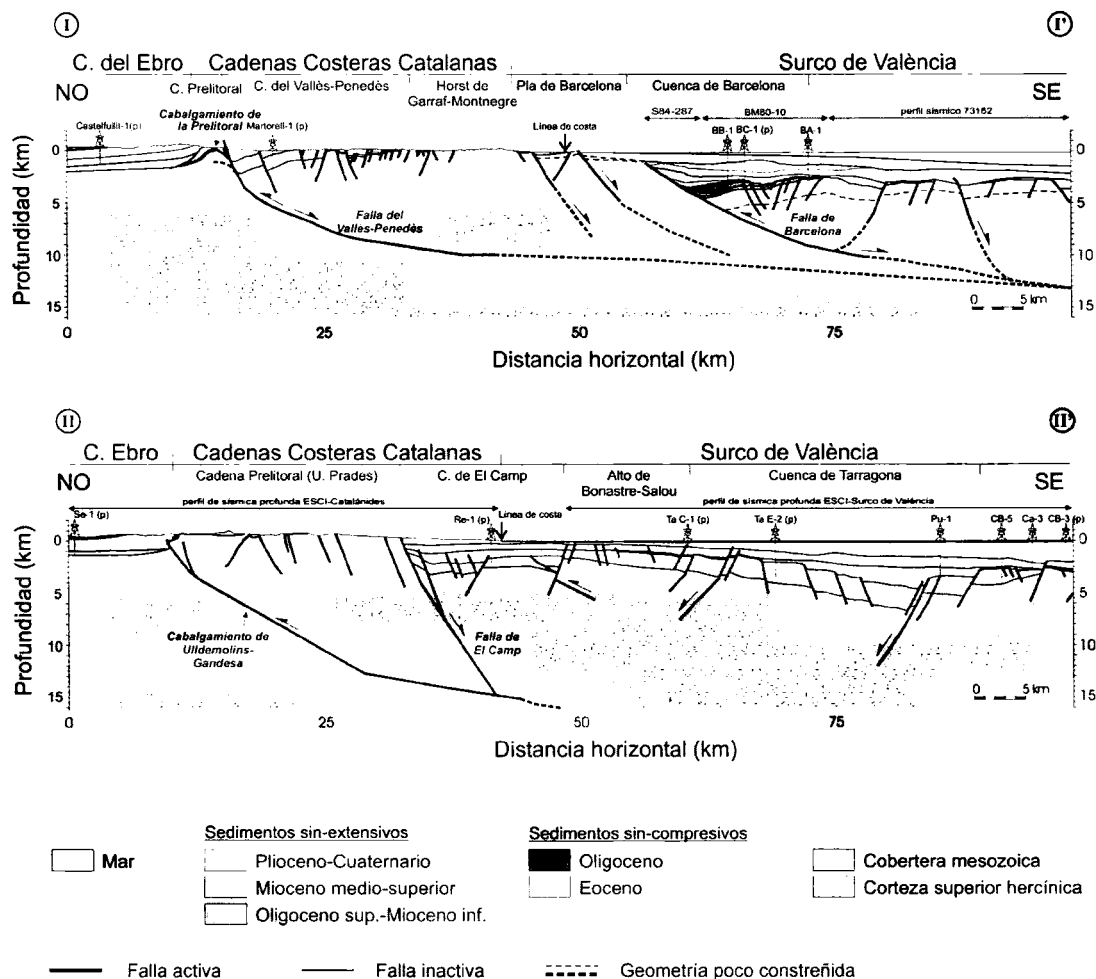 I I'
C. del Ebro Cadenas Costeras Catalanas Surco de València
C. Prelitoral C. del Vallès-Penedès Horst de Garraf-Montnegre Pla de Barcelona Cuenca de Barcelona
NO SE
Cabalgamiento de la Prelitoral
S84-287 BM80-10 perfil sísmico 73162
Martorell-1 (p) Línea de costa BB-1 BC-1 (p) BA-1
Profundidad (km)
0 5 10 15
0 5 10 15
Falla del Vallès-Penedès
Falla de Barcelona
0 5 km
0 25 50 75
Distancia horizontal (km)
II II'
C. Ebro Cadenas Costeras Catalanas Surco de València
Cadena Prelitoral (U. Prades) C. de El Camp Alto de Bonastre-Salou Cuenca de Tarragona
NO SE
perfil de sísmica profunda ESCI-Catalánides perfil de sísmica profunda ESCI-Surco de València
Se-1 (p) Re-1 (p) Línea de costa Ta C-1 (p) Ta E-2 (p) Pu-1 CB-5 Ca-3 CB-3 (p)
Profundidad (km)
0 5 10 15
0 5 10 15
Cabalgamiento de Ulldemolins-Gandesa
Falla de El Camp
0 5 km
0 25 50 75
Distancia horizontal (km)
Sedimentos sin-extensivos Sedimentos sin-compresivos
Mar Plioceno-Cuaternario Oligoceno Cobertera mesozoica
Mioceno medio-superior Eoceno Corteza superior hercínica
Oligoceno sup.-Mioceno inf.
Falla activa Falla inactiva Geometría poco constreñida